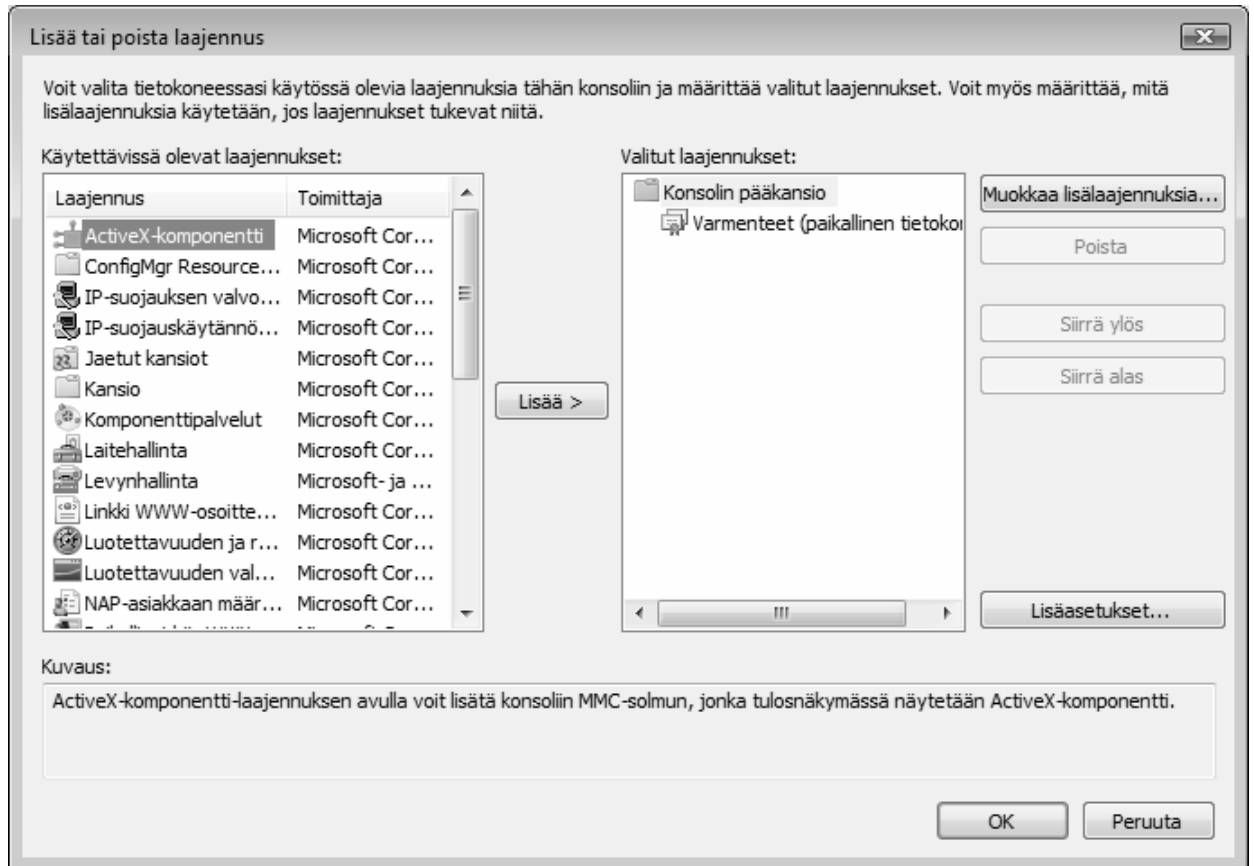 Lisää tai poista laajennus
Voit valita tietokoneessasi käytössä olevia laajennuksia tähän konsoliin ja määrittää valitut laajennukset. Voit myös määrittää, mitä
lisälaajennuksia käytetään, jos laajennukset tukevat niitä.
Käytettävissä olevat laajennukset:
Laajennus Toimittaja
ActiveX-komponentti Microsoft Cor...
ConfigMgr Resource... Microsoft Cor...
IP-suojauksen valvo... Microsoft Cor...
IP-suojauskäytännö... Microsoft Cor...
Jaetut kansiot Microsoft Cor...
Kansio Microsoft Cor...
Komponenttipalvelut Microsoft Cor...
Laitehallinta Microsoft Cor...
Levynhallinta Microsoft- ja ...
Linkki WWW-osoitte... Microsoft Cor...
Luotettavuuden ja r... Microsoft Cor...
Luotettavuuden val... Microsoft Cor...
NAP-asiakkaan määr... Microsoft Cor...
Lisää >
Valitut laajennukset:
Konsolin pääkansio
Varmenteet (paikallinen tietokon
Muokkaa lisälaajennuksia...
Poista
Siirrä ylös
Siirrä alas
Lisäasetukset...
Kuvaus:
ActiveX-komponentti-laajennuksen avulla voit lisätä konsoliin MMC-solmun, jonka tulosnäkymässä näytetään ActiveX-komponentti.
OK
Peruuta